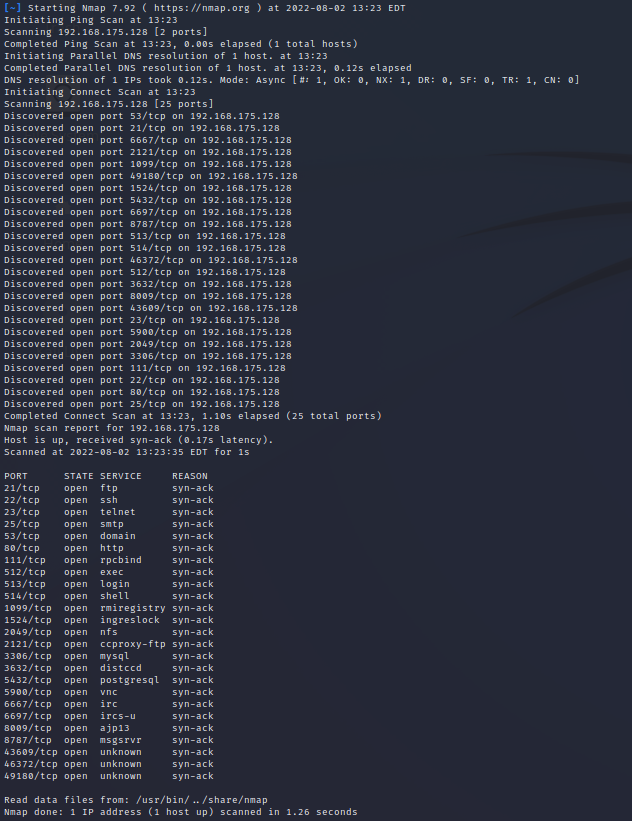 [~] Starting Nmap 7.92 ( https://nmap.org ) at 2022-08-02 13:23 EDT
Initiating Ping Scan at 13:23
Scanning 192.168.175.128 [2 ports]
Completed Ping Scan at 13:23, 0.00s elapsed (1 total hosts)
Initiating Parallel DNS resolution of 1 host. at 13:23
Completed Parallel DNS resolution of 1 host. at 13:23, 0.12s elapsed
DNS resolution of 1 IPs took 0.12s. Mode: Async [#: 1, OK: 0, NX: 1, DR: 0, SF: 0, TR: 1, CN: 0]
Initiating Connect Scan at 13:23
Scanning 192.168.175.128 [25 ports]
Discovered open port 53/tcp on 192.168.175.128
Discovered open port 21/tcp on 192.168.175.128
Discovered open port 6667/tcp on 192.168.175.128
Discovered open port 2121/tcp on 192.168.175.128
Discovered open port 1099/tcp on 192.168.175.128
Discovered open port 49180/tcp on 192.168.175.128
Discovered open port 1524/tcp on 192.168.175.128
Discovered open port 5432/tcp on 192.168.175.128
Discovered open port 6697/tcp on 192.168.175.128
Discovered open port 8787/tcp on 192.168.175.128
Discovered open port 513/tcp on 192.168.175.128
Discovered open port 514/tcp on 192.168.175.128
Discovered open port 46372/tcp on 192.168.175.128
Discovered open port 512/tcp on 192.168.175.128
Discovered open port 3632/tcp on 192.168.175.128
Discovered open port 8009/tcp on 192.168.175.128
Discovered open port 43609/tcp on 192.168.175.128
Discovered open port 23/tcp on 192.168.175.128
Discovered open port 5900/tcp on 192.168.175.128
Discovered open port 2049/tcp on 192.168.175.128
Discovered open port 3306/tcp on 192.168.175.128
Discovered open port 111/tcp on 192.168.175.128
Discovered open port 22/tcp on 192.168.175.128
Discovered open port 80/tcp on 192.168.175.128
Discovered open port 25/tcp on 192.168.175.128
Completed Connect Scan at 13:23, 1.10s elapsed (25 total ports)
Nmap scan report for 192.168.175.128
Host is up, received syn-ack (0.17s latency).
Scanned at 2022-08-02 13:23:35 EDT for 1s
PORT STATE SERVICE REASON
21/tcp open ftp syn-ack
22/tcp open ssh syn-ack
23/tcp open telnet syn-ack
25/tcp open smtp syn-ack
53/tcp open domain syn-ack
80/tcp open http syn-ack
111/tcp open rpcbind syn-ack
512/tcp open exec syn-ack
513/tcp open login syn-ack
514/tcp open shell syn-ack
1099/tcp open rmiregistry syn-ack
1524/tcp open ingreslock syn-ack
2049/tcp open nfs syn-ack
2121/tcp open ccproxy-ftp syn-ack
3306/tcp open mysql syn-ack
3632/tcp open distccd syn-ack
5432/tcp open postgresql syn-ack
5900/tcp open vnc syn-ack
6667/tcp open irc syn-ack
6697/tcp open ircs-u syn-ack
8009/tcp open ajp13 syn-ack
8787/tcp open msgsrvr syn-ack
43609/tcp open unknown syn-ack
46372/tcp open unknown syn-ack
49180/tcp open unknown syn-ack
Read data files from: /usr/bin/../share/nmap
Nmap done: 1 IP address (1 host up) scanned in 1.26 seconds